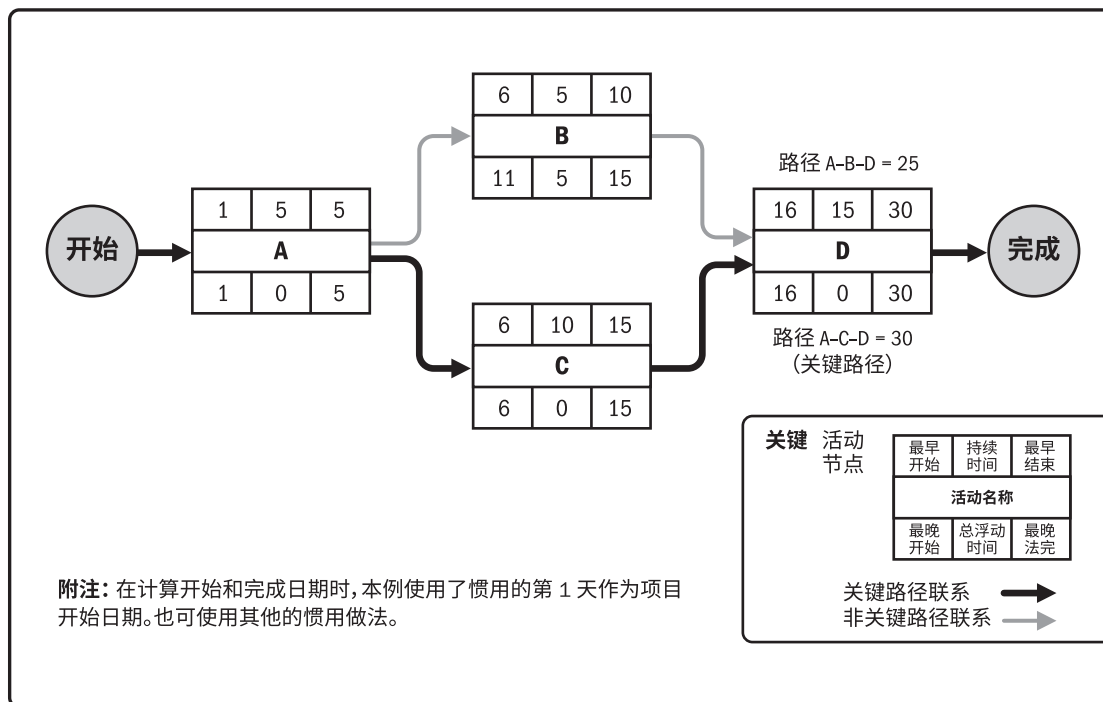 6 5 10
B
11 5 15
路径 A–B–D = 25
1 5 5
A
1 0 5
开始
16 15 30
D
16 0 30
完成
6 10 15
C
6 0 15
路径 A–C–D = 30
（关键路径）
关键 活动
节点
最早
开始
持续
时间
最早
结束
活动名称
最晚
开始
总浮动
时间
最晚
法完
关键路径联系
非关键路径联系
附注：在计算开始和完成日期时，本例使用了惯用的第 1 天作为项目
开始日期。也可使用其他的惯用做法。